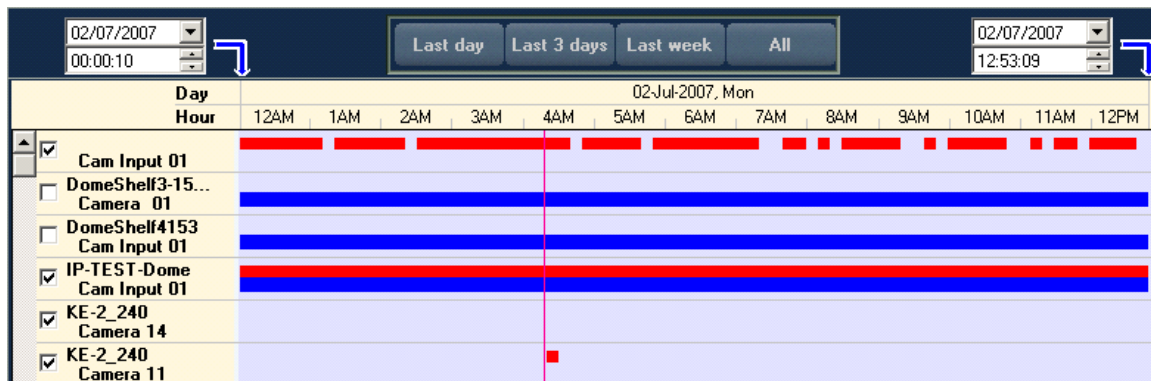 02/07/2007
00:00:10
Last day Last 3 days Last week All
02/07/2007
12:53:09
Day 02-Jul-2007, Mon
Hour 12AM 1AM 2AM 3AM 4AM 5AM 6AM 7AM 8AM 9AM 10AM 11AM 12PM
Cam Input 01
DomeShelf3-15...
Camera 01
DomeShelf4153
Cam Input 01
IP-TEST-Dome
Cam Input 01
KE-2_240
Camera 14
KE-2_240
Camera 11